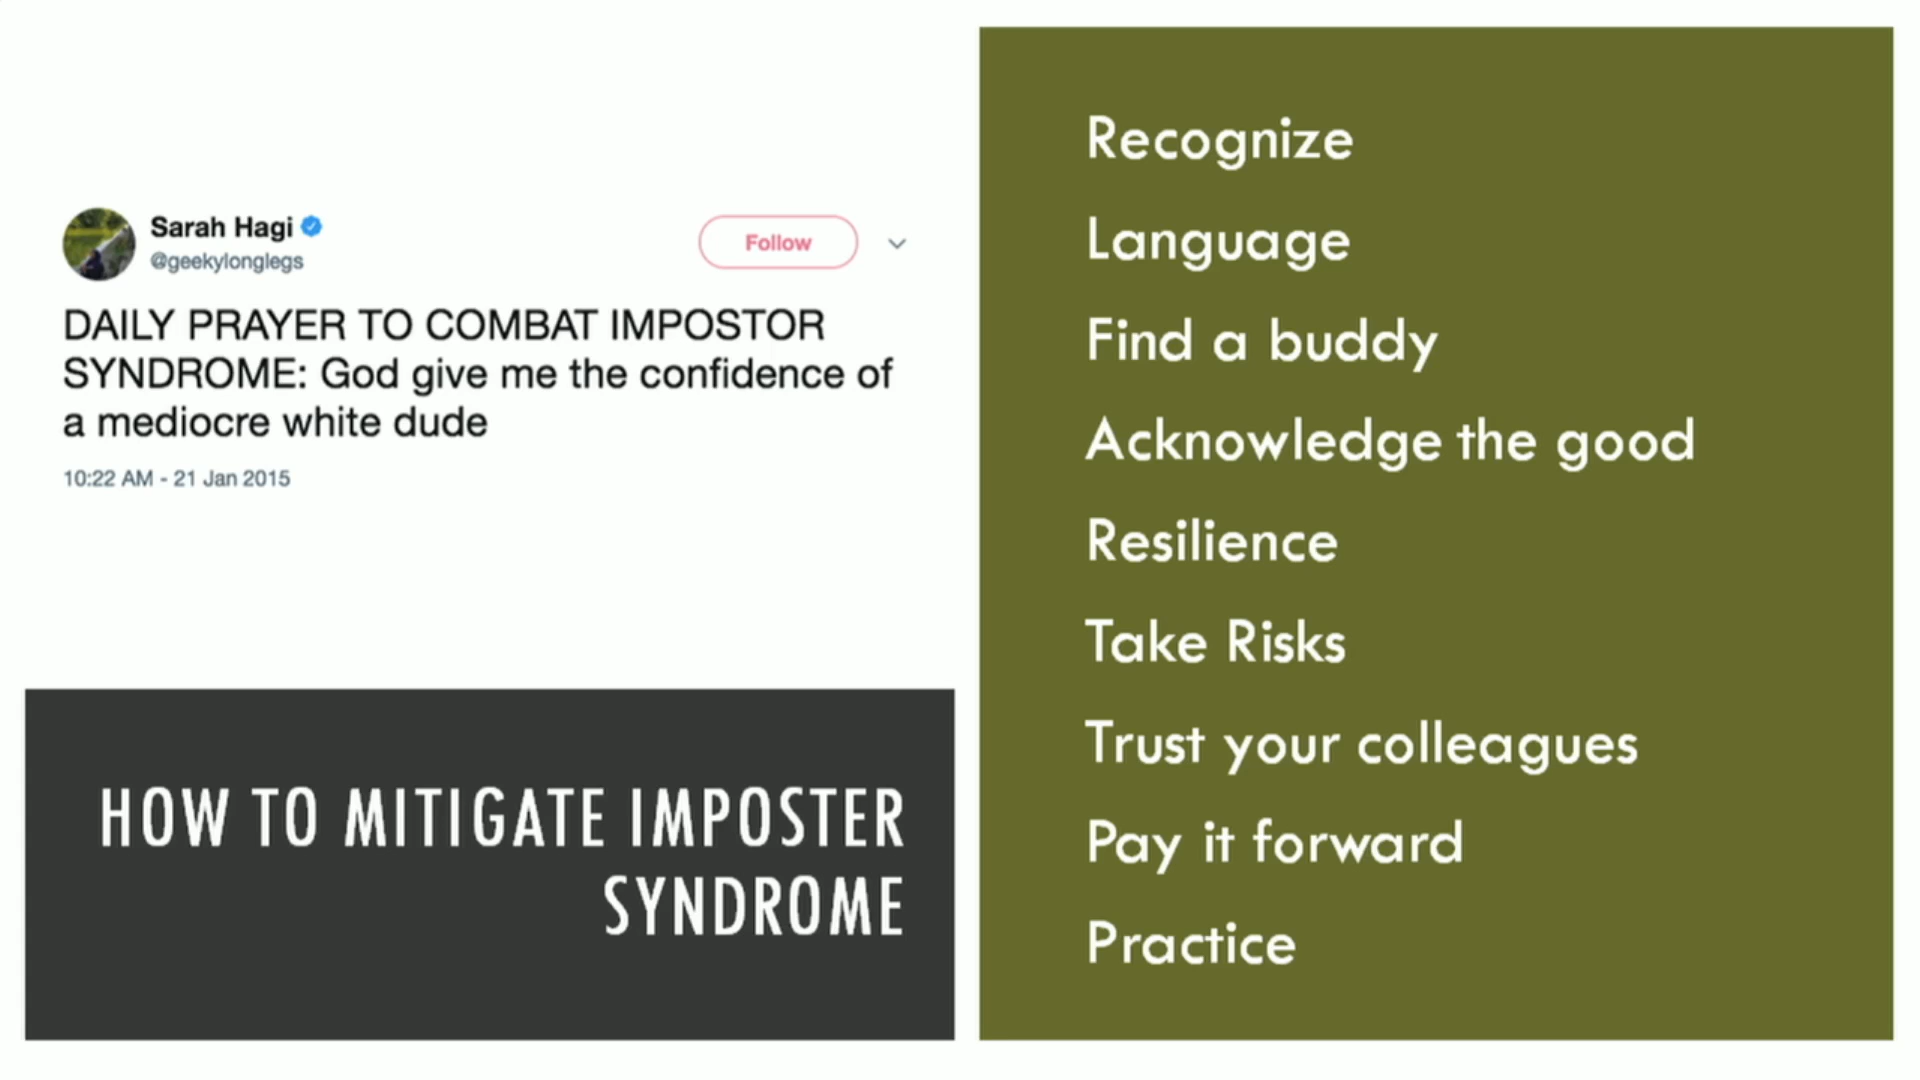 Sarah Hagi
@geekylonglegs
Follow
DAILY PRAYER TO COMBAT IMPOSTOR
SYNDROME: God give me the confidence of
a mediocre white dude
10:22 AM - 21 Jan 2015
HOW TO MITIGATE IMPOSTER
SYNDROME
Recognize
Language
Find a buddy
Acknowledge the good
Resilience
Take Risks
Trust your colleagues
Pay it forward
Practice